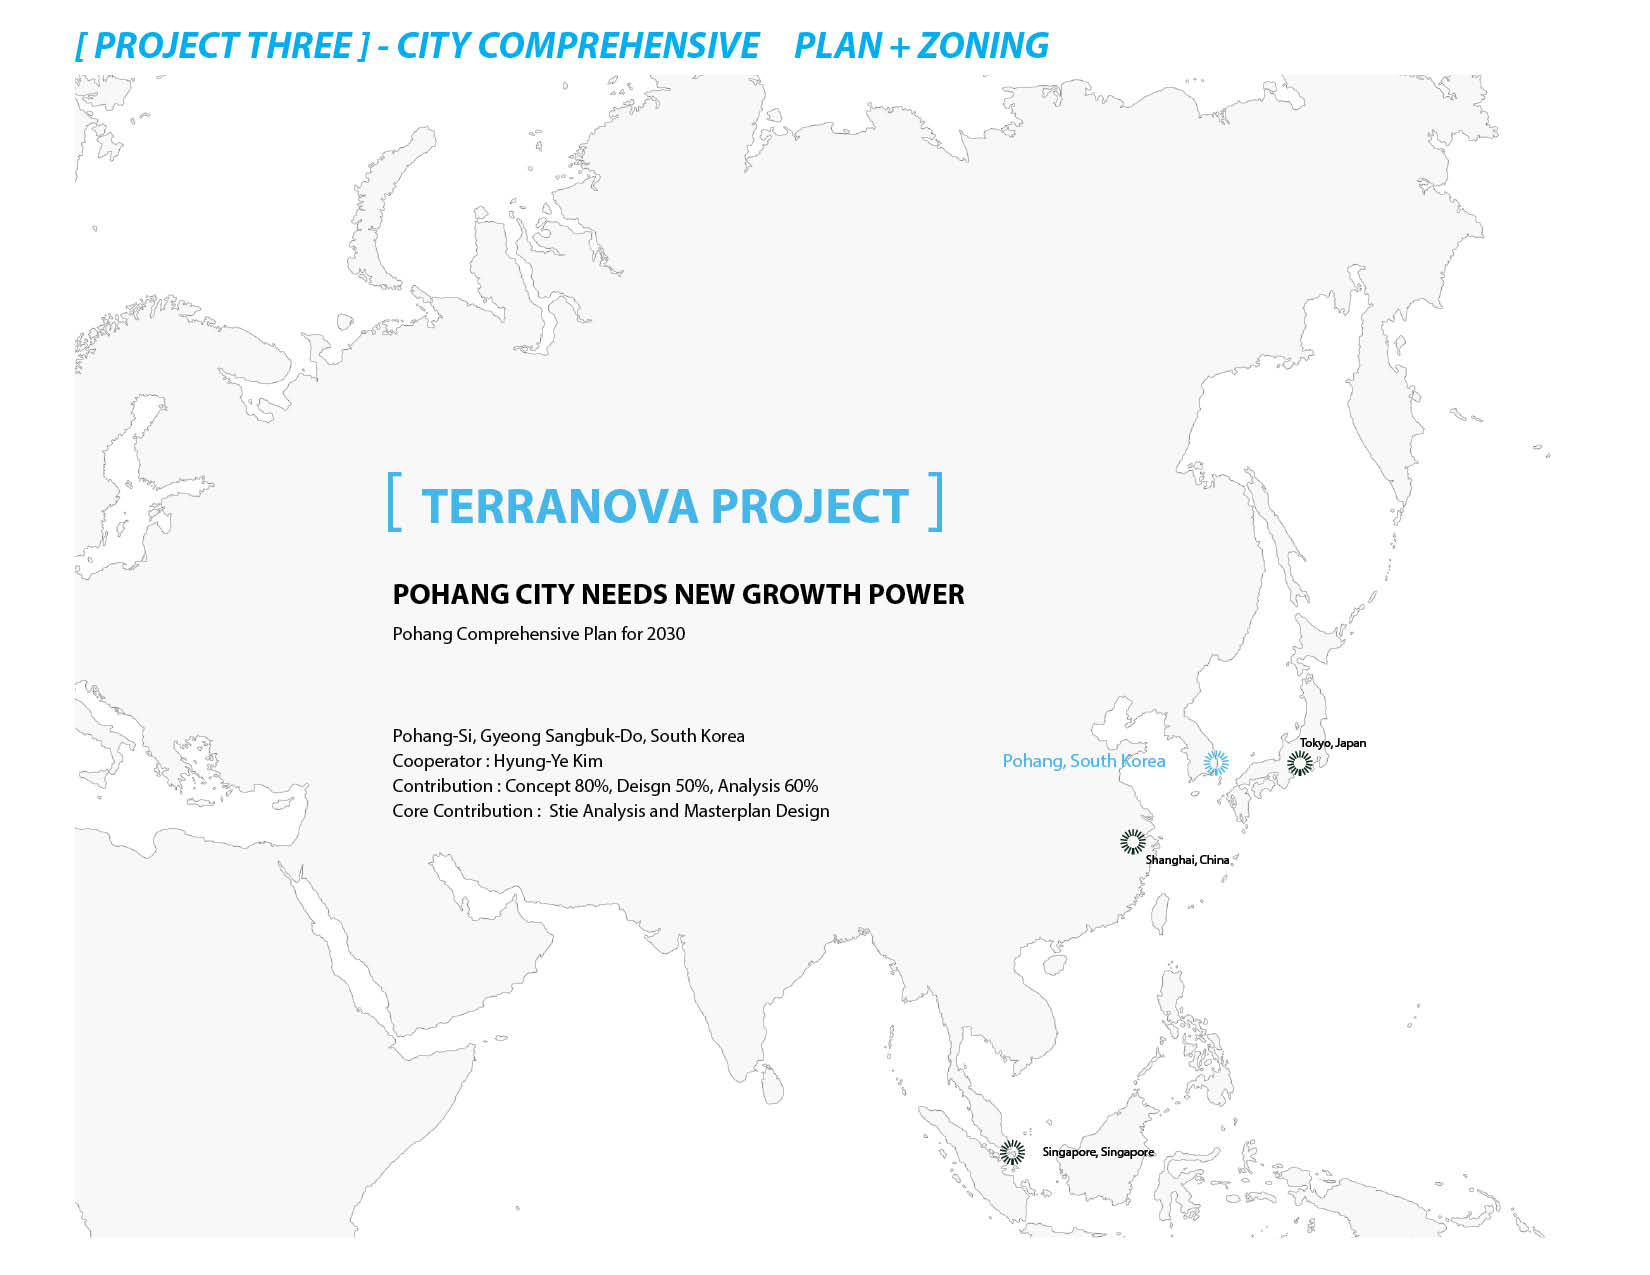 [ PROJECT THREE ] - CITY COMPREHENSIVE PLAN + ZONING
[ TERRANOVA PROJECT ]
POHANG CITY NEEDS NEW GROWTH POWER
Pohang Comprehensive Plan for 2030
Pohang-Si, Gyeong Sangbuk-Do, South Korea
Cooperator : Hyung-Ye Kim
Contribution : Concept 80%, Deisgn 50%, Analysis 60%
Core Contribution : Stie Analysis and Masterplan Design
Tokyo, Japan
Pohang, South Korea
Shanghai, China
Singapore, Singapore